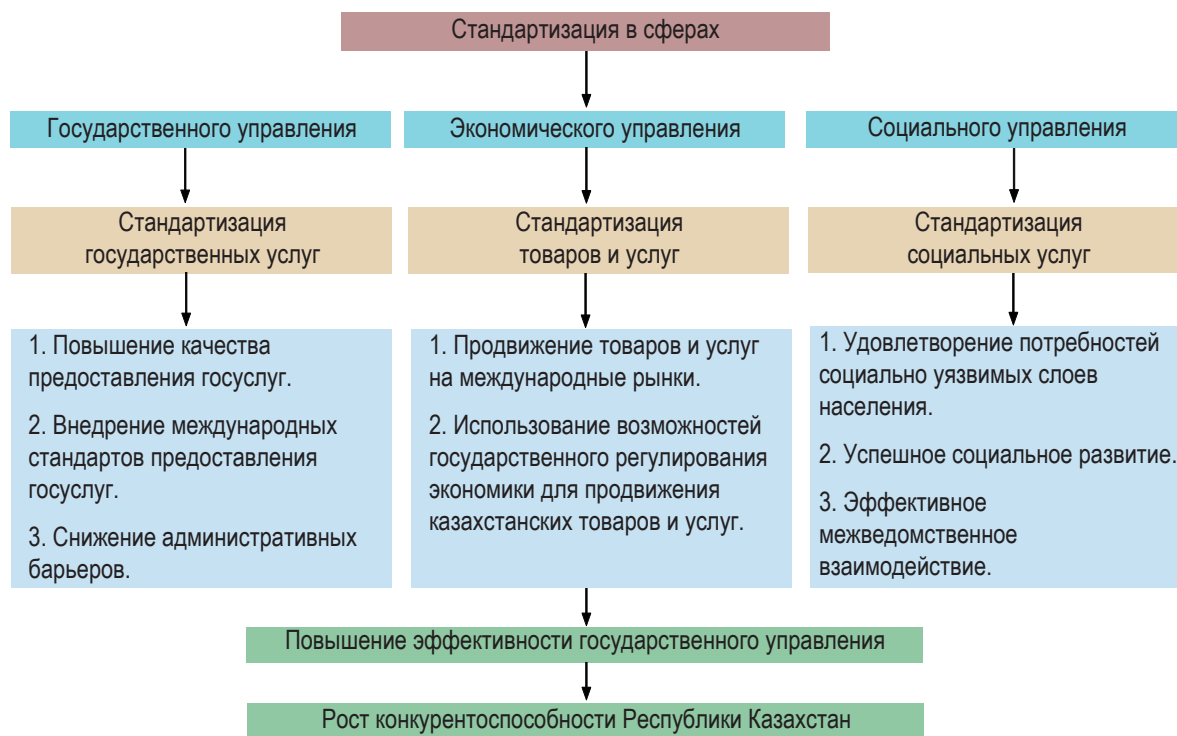 Стандартизация в сферах
Государственного управления
Экономического управления
Социального управления
Стандартизация
государственных услуг
Стандартизация
товаров и услуг
Стандартизация
социальных услуг
1. Повышение качества
предоставления госуслуг.
2. Внедрение международных
стандартов предоставления
госуслуг.
3. Снижение административных
барьеров.
1. Продвижение товаров и услуг
на международные рынки.
2. Использование возможностей
государственного регулирования
экономики для продвижения
казахстанских товаров и услуг.
1. Удовлетворение потребностей
социально уязвимых слоев
населения.
2. Успешное социальное развитие.
3. Эффективное
межведомственное
взаимодействие.
Повышение эффективности государственного управления
Рост конкурентоспособности Республики Казахстан